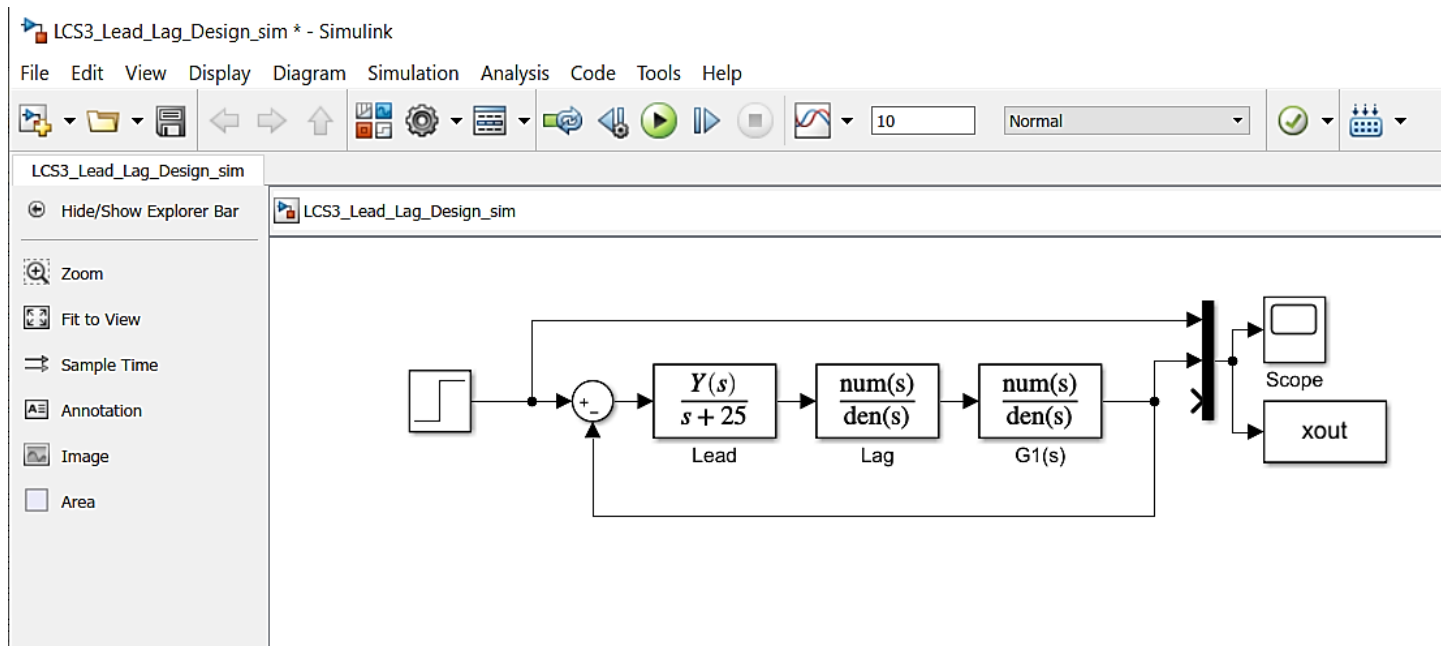 LCS3_Lead_Lag_Design_sim * - Simulink
File Edit View Display Diagram Simulation Analysis Code Tools Help
10 Normal
LCS3_Lead_Lag_Design_sim
Hide/Show Explorer Bar
LCS3_Lead_Lag_Design_sim
Zoom
Fit to View
Sample Time
Annotation
Image
Area
+
−
Y(s)
s + 25
Lead
num(s)
den(s)
Lag
num(s)
den(s)
G1(s)
Scope
xout